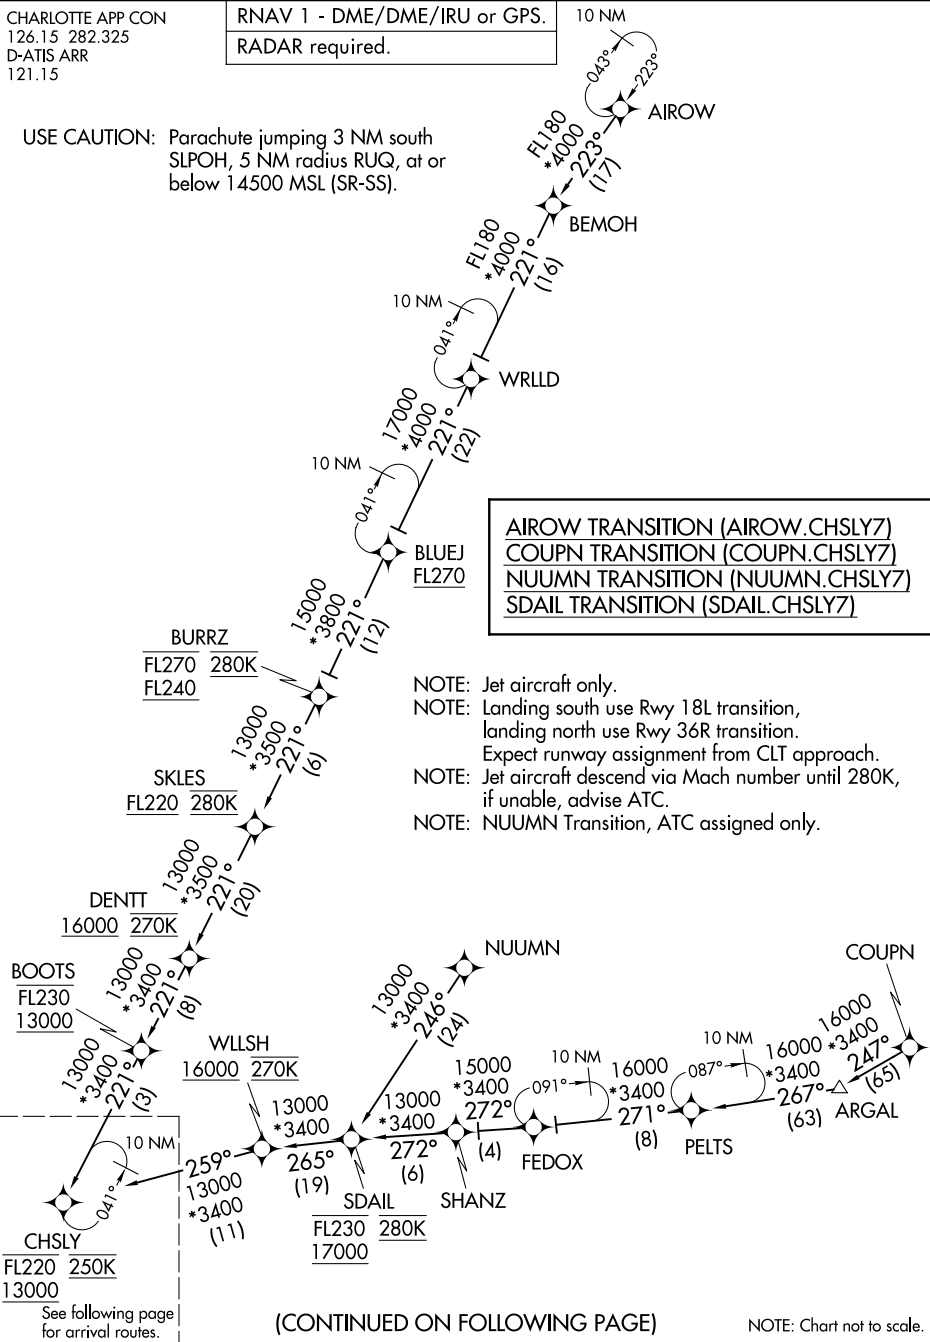 CHARLOTTE APP CON
126.15 282.325
D-ATIS ARR
121.15
RNAV 1 - DME/DME/IRU or GPS.
RADAR required.
USE CAUTION: Parachute jumping 3 NM south
SLPOH, 5 NM radius RUQ, at or
below 14500 MSL (SR-SS).
10 NM
043°
223°
AIROW
FL180
*4000
223°
(17)
BEMOH
FL180
*4000
221°
(16)
10 NM
041°
WRLLD
17000
*4000
221°
(22)
10 NM
041°
BLUEJ
FL270
AIROW TRANSITION (AIROW.CHSLY7)
COUPN TRANSITION (COUPN.CHSLY7)
NUUMN TRANSITION (NUUMN.CHSLY7)
SDAIL TRANSITION (SDAIL.CHSLY7)
15000
*3800
221°
(12)
BURRZ
FL270 280K
FL240
NOTE: Jet aircraft only.
NOTE: Landing south use Rwy 18L transition,
landing north use Rwy 36R transition.
Expect runway assignment from CLT approach.
NOTE: Jet aircraft descend via Mach number until 280K,
if unable, advise ATC.
NOTE: NUUMN Transition, ATC assigned only.
13000
*3500
221°
(6)
SKLES
FL220 280K
13000
*3500
221°
(20)
DENTT
16000 270K
13000
*3400
221°
(8)
BOOTS
FL230
13000
13000
*3400
221°
(3)
NUUMN
13000
*3400
246°
(24)
COUPN
16000
*3400
247°
(65)
ARGAL
16000
*3400
267°
(63)
10 NM
087°
PELTS
16000
*3400
271°
(8)
10 NM
091°
FEDOX
15000
*3400
272°
(4)
SHANZ
13000
*3400
272°
(6)
SDAIL
FL230 280K
17000
13000
*3400
265°
(19)
WLLSH
16000 270K
259°
13000
*3400
(11)
10 NM
041°
CHSLY
FL220 250K
13000
See following page
for arrival routes.
(CONTINUED ON FOLLOWING PAGE)
NOTE: Chart not to scale.